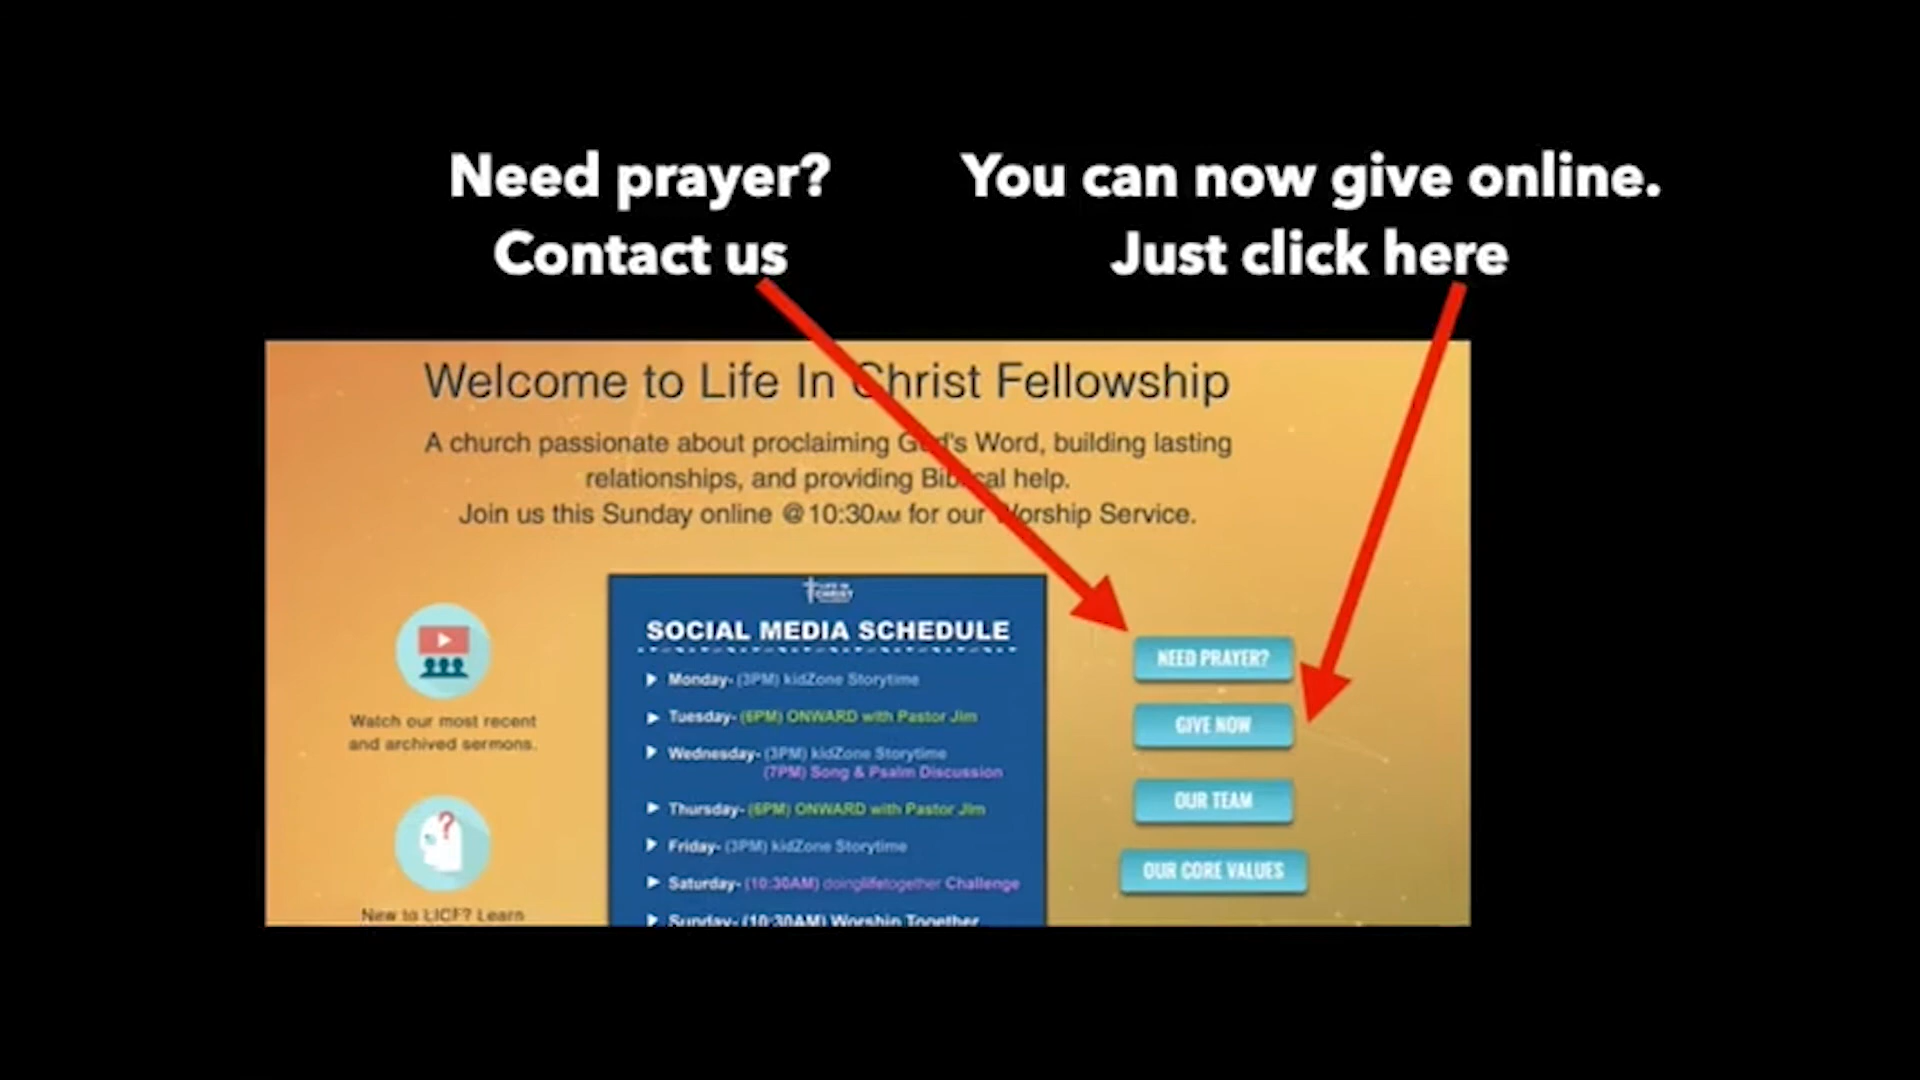 Need prayer?
Contact us
You can now give online.
Just click here
Welcome to Life In Christ Fellowship
A church passionate about proclaiming God's Word, building lasting
relationships, and providing Biblical help.
Join us this Sunday online @10:30AM for our Worship Service.
Watch our most recent
and archived sermons.
New to LICF? Learn
LIFE IN
CHRIST
SOCIAL MEDIA SCHEDULE
Monday- (3PM) kidZone Storytime
Tuesday- (6PM) ONWARD with Pastor Jim
Wednesday- (3PM) kidZone Storytime
(7PM) Song & Psalm Discussion
Thursday- (6PM) ONWARD with Pastor Jim
Friday- (3PM) kidZone Storytime
Saturday- (10:30AM) doinglifetogether Challenge
Sunday- (10:30AM) Worship Together
NEED PRAYER?
GIVE NOW
OUR TEAM
OUR CORE VALUES